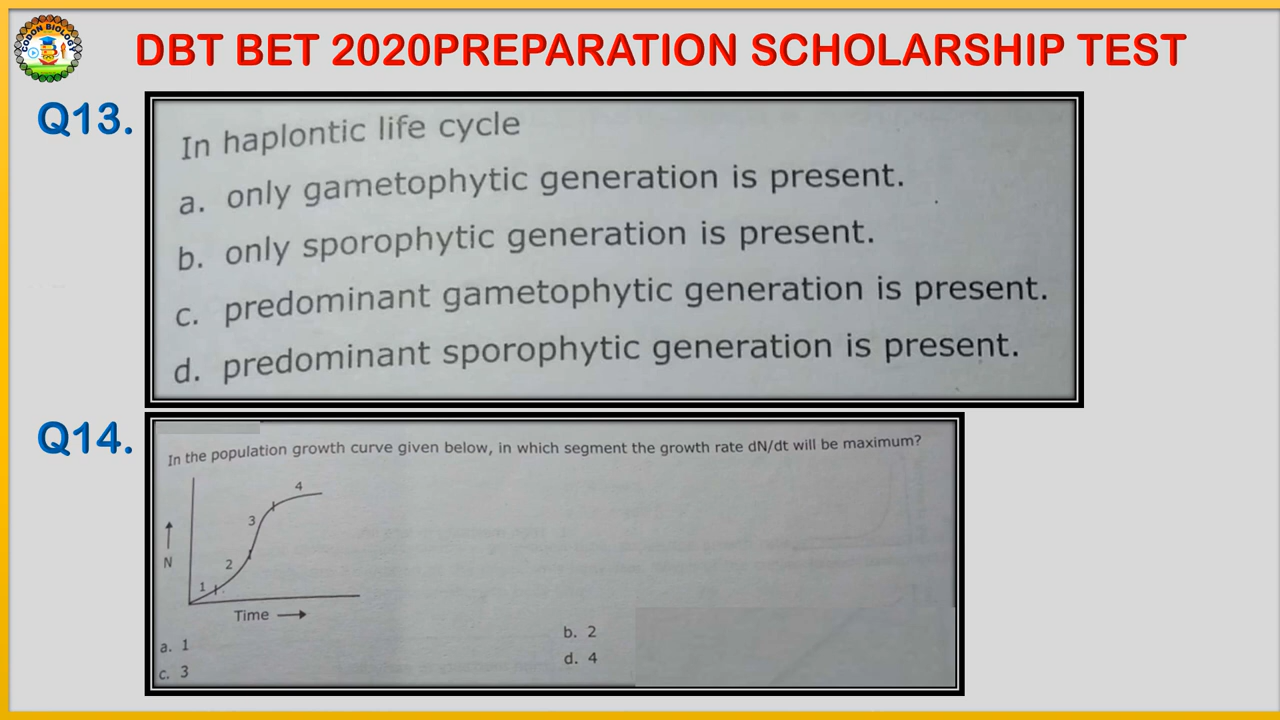 CODON BIOLOGY
DBT BET 2020PREPARATION SCHOLARSHIP TEST
Q13.
In haplontic life cycle
a. only gametophytic generation is present.
b. only sporophytic generation is present.
c. predominant gametophytic generation is present.
d. predominant sporophytic generation is present.
Q14.
In the population growth curve given below, in which segment the growth rate dN/dt will be maximum?
4
3
2
1
N
Time
a. 1
b. 2
c. 3
d. 4